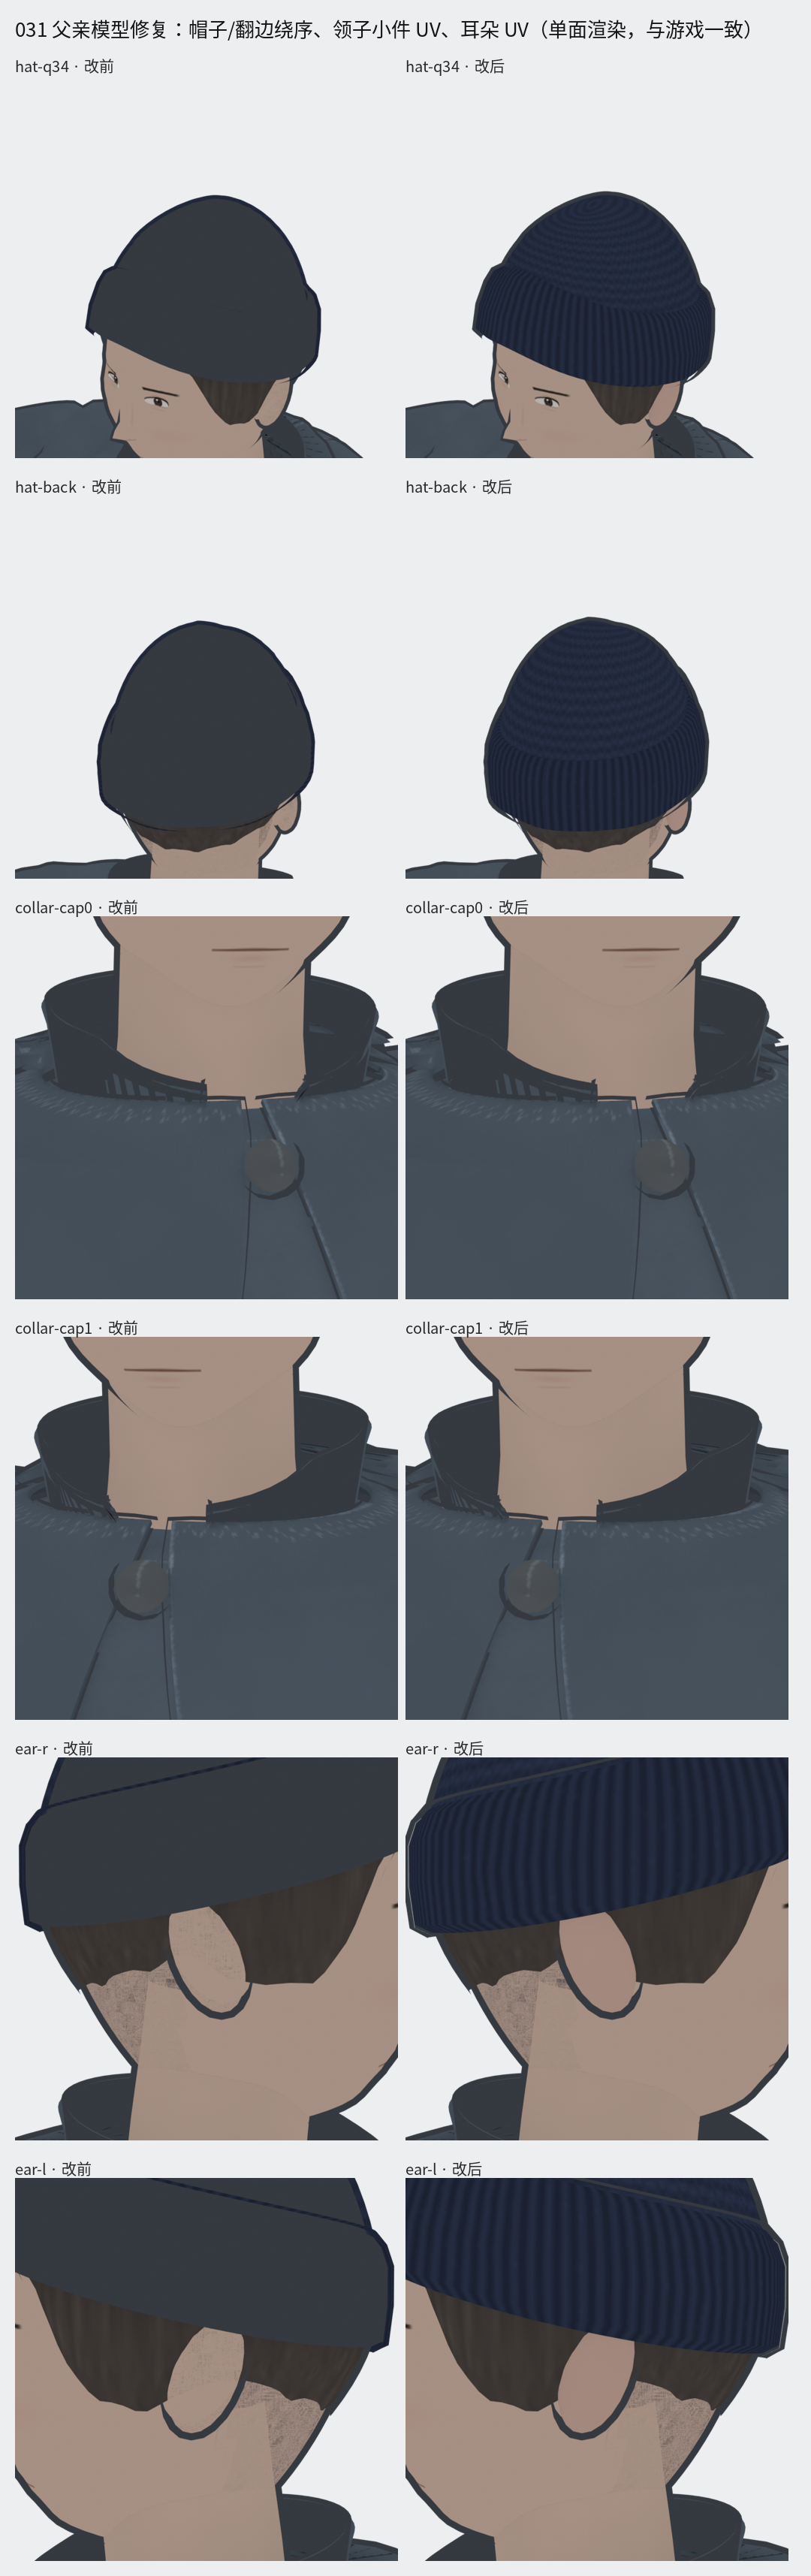 031 父亲模型修复：帽子/翻边绕序、领子小件 UV、耳朵 UV（单面渲染，与游戏一致）
hat-q34 · 改前
hat-q34 · 改后
hat-back · 改前
hat-back · 改后
collar-cap0 · 改前
collar-cap0 · 改后
collar-cap1 · 改前
collar-cap1 · 改后
ear-r · 改前
ear-r · 改后
ear-l · 改前
ear-l · 改后